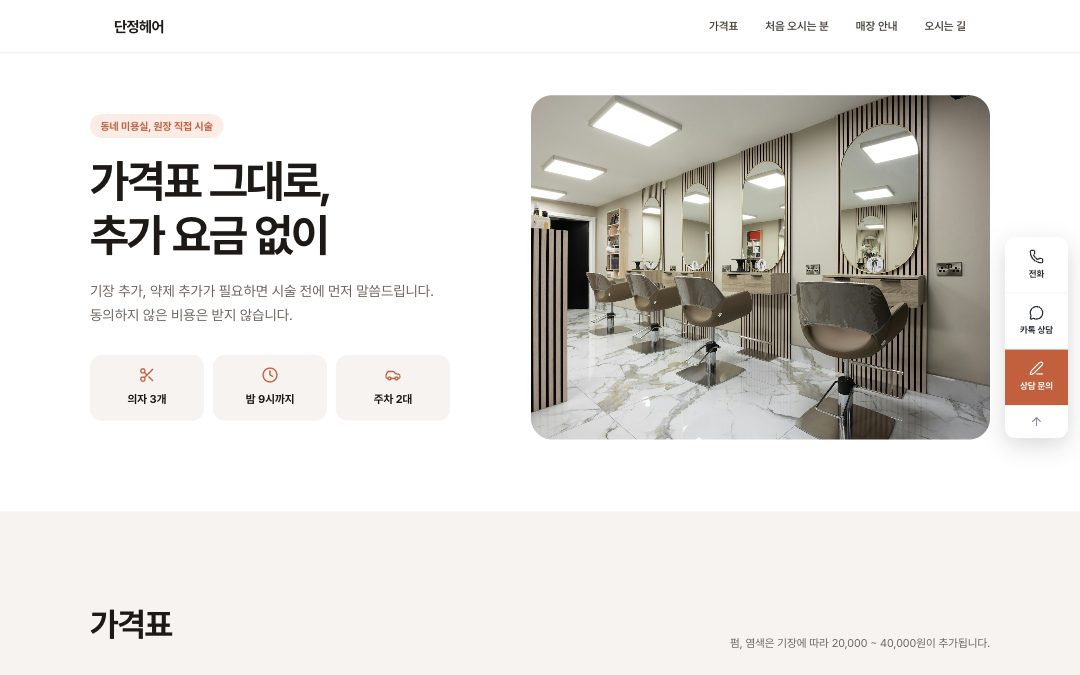 단정헤어
가격표
처음 오시는 분
매장 안내
오시는 길
동네 미용실, 원장 직접 시술
가격표 그대로,
추가 요금 없이
기장 추가, 약제 추가가 필요하면 시술 전에 먼저 말씀드립니다.
동의하지 않은 비용은 받지 않습니다.
의자 3개
밤 9시까지
주차 2대
전화
카톡 상담
상담 문의
가격표
펌, 염색은 기장에 따라 20,000 ~ 40,000원이 추가됩니다.